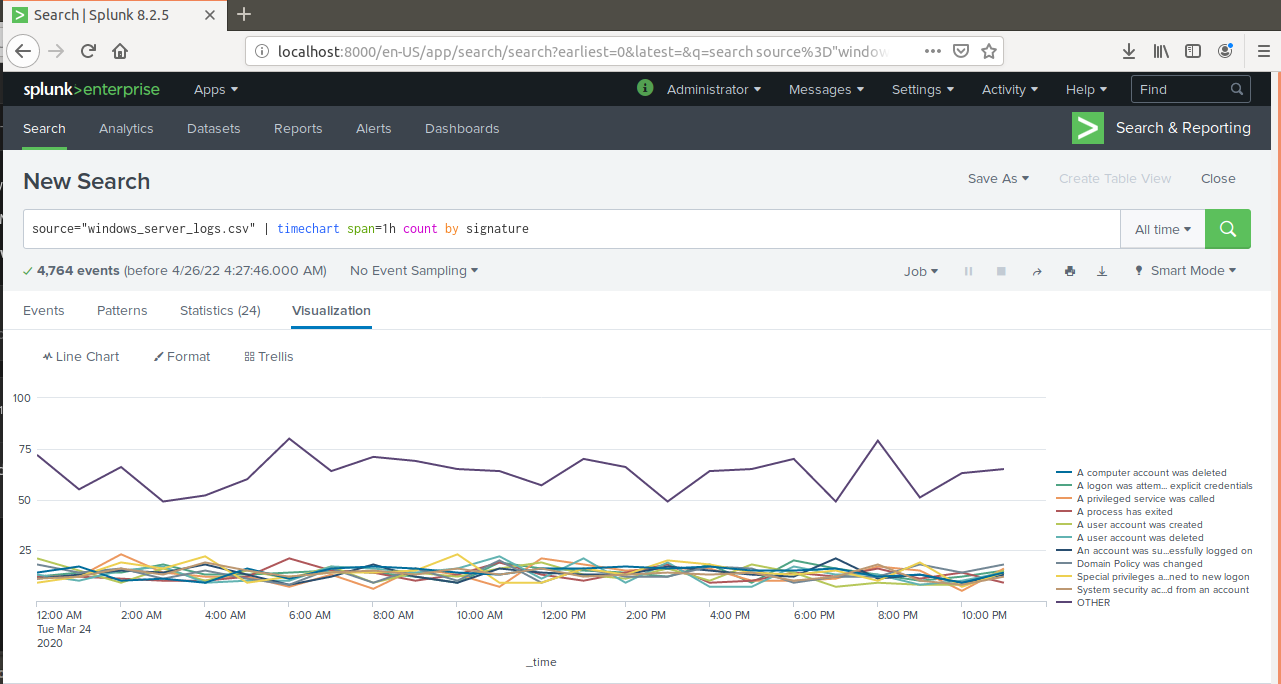 Search | Splunk 8.2.5
localhost:8000/en-US/app/search/search?earliest=0&latest=&q=search source%3D"windov
splunk>enterprise Apps Administrator Messages Settings Activity Help Find
Search Analytics Datasets Reports Alerts Dashboards Search & Reporting
New Search Save As Create Table View Close
source="windows_server_logs.csv" | timechart span=1h count by signature All time
4,764 events (before 4/26/22 4:27:46.000 AM) No Event Sampling Job Smart Mode
Events Patterns Statistics (24) Visualization
Line Chart Format Trellis
100
75
50
25
12:00 AM 2:00 AM 4:00 AM 6:00 AM 8:00 AM 10:00 AM 12:00 PM 2:00 PM 4:00 PM 6:00 PM 8:00 PM 10:00 PM
Tue Mar 24
2020
_time
A computer account was deleted
A logon was attem... explicit credentials
A privileged service was called
A process has exited
A user account was created
A user account was deleted
An account was su...essfully logged on
Domain Policy was changed
Special privileges a...ned to new logon
System security ac...d from an account
OTHER